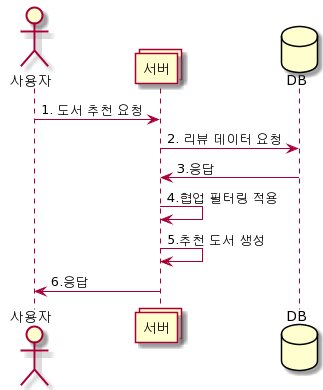 사용자
서버
DB
1. 도서 추천 요청
2. 리뷰 데이터 요청
3.응답
4.협업 필터링 적용
5.추천 도서 생성
6.응답
사용자
서버
DB